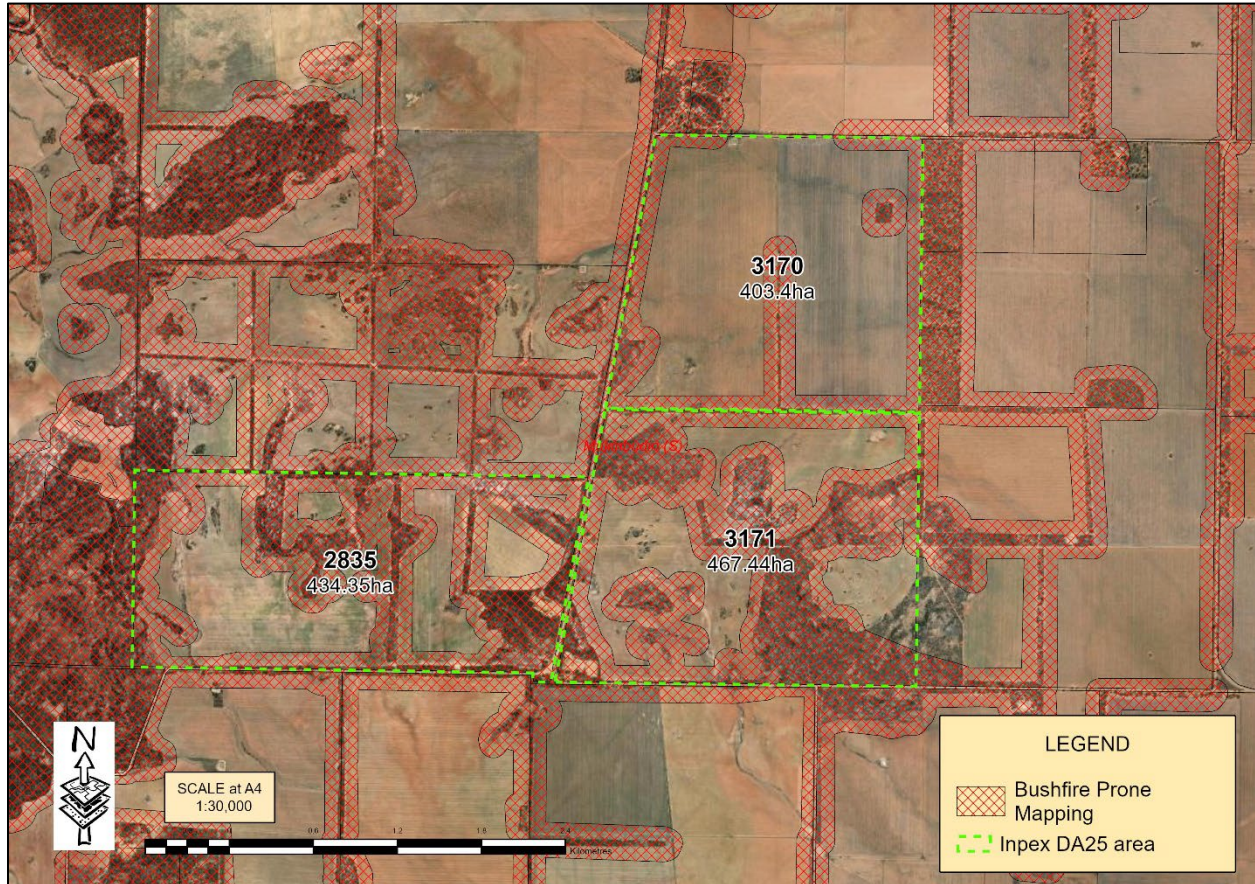 3170
403.4ha
3171
467.44ha
2835
434.35ha
N
SCALE at A4
1:30,000
0.6
1.2
1.8
2.4
Kilometres
LEGEND
Bushfire Prone
Mapping
Inpex DA25 area